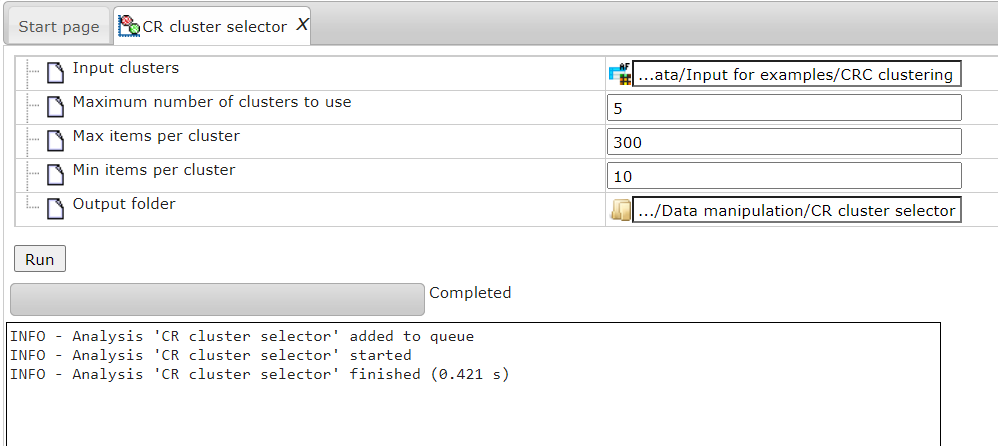 Start page CR cluster selector X
Input clusters AF ...ata/Input for examples/CRC clustering
Maximum number of clusters to use 5
Max items per cluster 300
Min items per cluster 10
Output folder .../Data manipulation/CR cluster selector
Run
Completed
INFO - Analysis 'CR cluster selector' added to queue
INFO - Analysis 'CR cluster selector' started
INFO - Analysis 'CR cluster selector' finished (0.421 s)